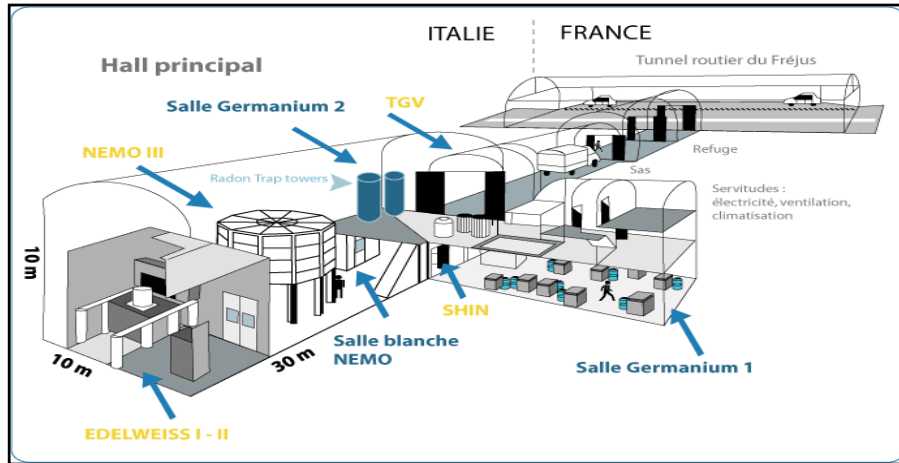 ITALIE
FRANCE
Hall principal
Tunnel routier du Fréjus
Salle Germanium 2
TGV
NEMO III
Radon Trap towers
Refuge
Sas
Servitudes :
électricité, ventilation,
climatisation
10 m
SHIN
Salle blanche
NEMO
30 m
10 m
Salle Germanium 1
EDELWEISS I - II